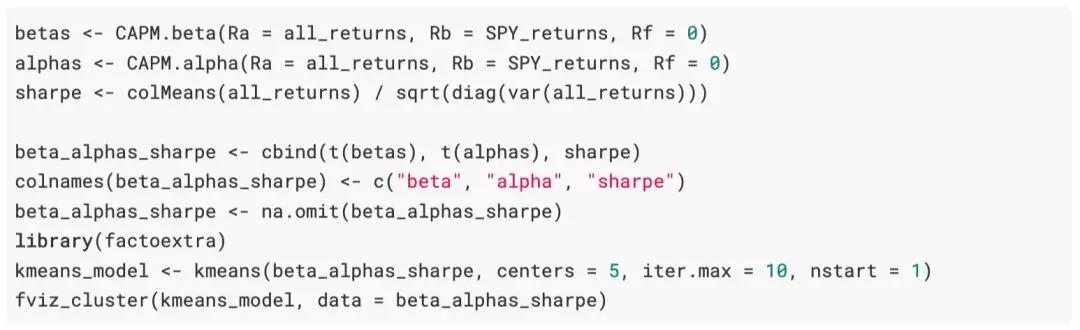 betas <- CAPM.beta(Ra = all_returns, Rb = SPY_returns, Rf = 0)
alphas <- CAPM.alpha(Ra = all_returns, Rb = SPY_returns, Rf = 0)
sharpe <- colMeans(all_returns) / sqrt(diag(var(all_returns)))
beta_alphas_sharpe <- cbind(t(betas), t(alphas), sharpe)
colnames(beta_alphas_sharpe) <- c("beta", "alpha", "sharpe")
beta_alphas_sharpe <- na.omit(beta_alphas_sharpe)
library(factoextra)
kmeans_model <- kmeans(beta_alphas_sharpe, centers = 5, iter.max = 10, nstart = 1)
fviz_cluster(kmeans_model, data = beta_alphas_sharpe)